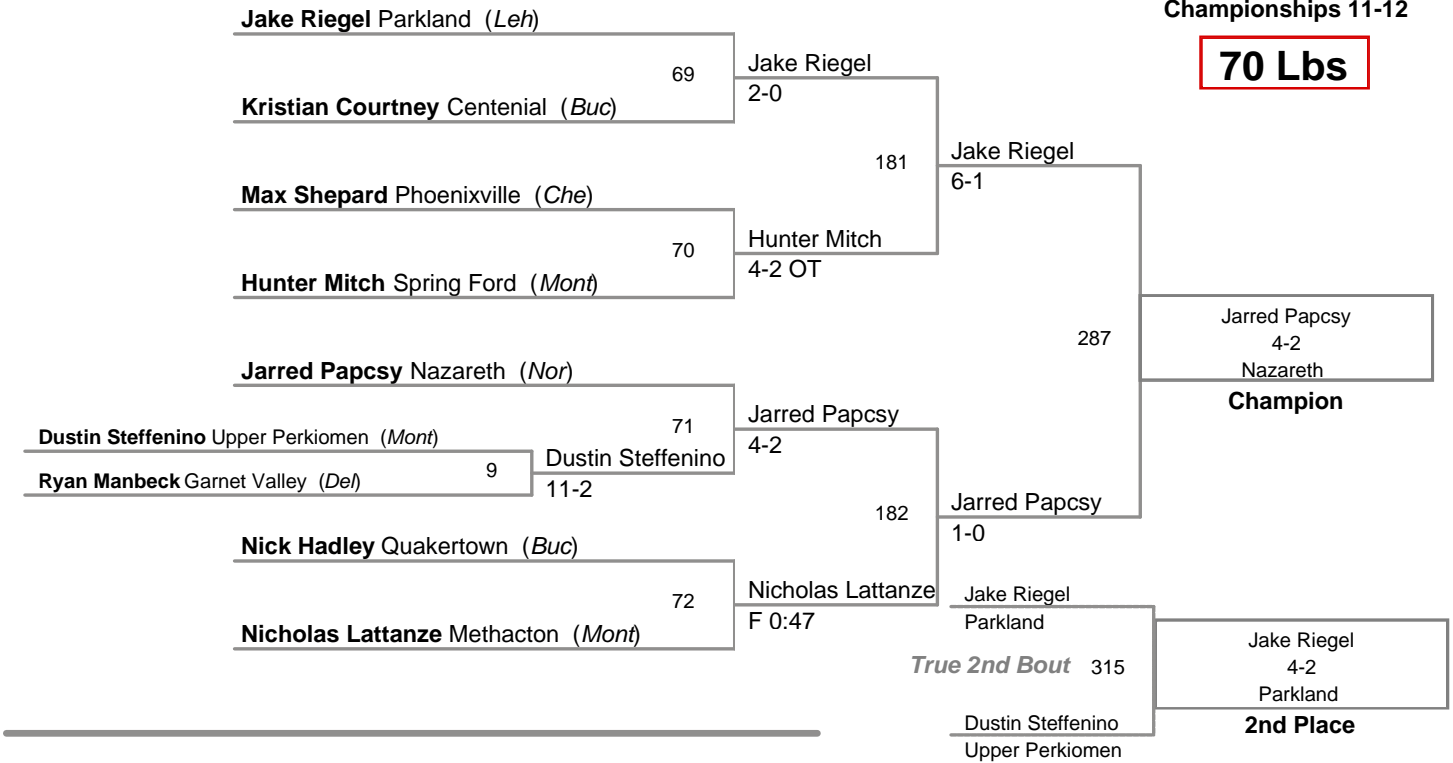 Championships 11-12
70 Lbs
Jake Riegel Parkland (Leh)
69
Jake Riegel
2-0
Kristian Courtney Centenial (Buc)
181
Jake Riegel
6-1
Max Shepard Phoenixville (Che)
70
Hunter Mitch
4-2 OT
Hunter Mitch Spring Ford (Mont)
287
Jarred Papcsy
4-2
Nazareth
Champion
Jarred Papcsy Nazareth (Nor)
71
Jarred Papcsy
4-2
Dustin Steffenino Upper Perkiomen (Mont)
9
Dustin Steffenino
11-2
Ryan Manbeck Garnet Valley (Del)
182
Jarred Papcsy
1-0
Nick Hadley Quakertown (Buc)
72
Nicholas Lattanze
F 0:47
Nicholas Lattanze Methacton (Mont)
Jake Riegel
Parkland
True 2nd Bout 315
Jake Riegel
4-2
Parkland
2nd Place
Dustin Steffenino
Upper Perkiomen